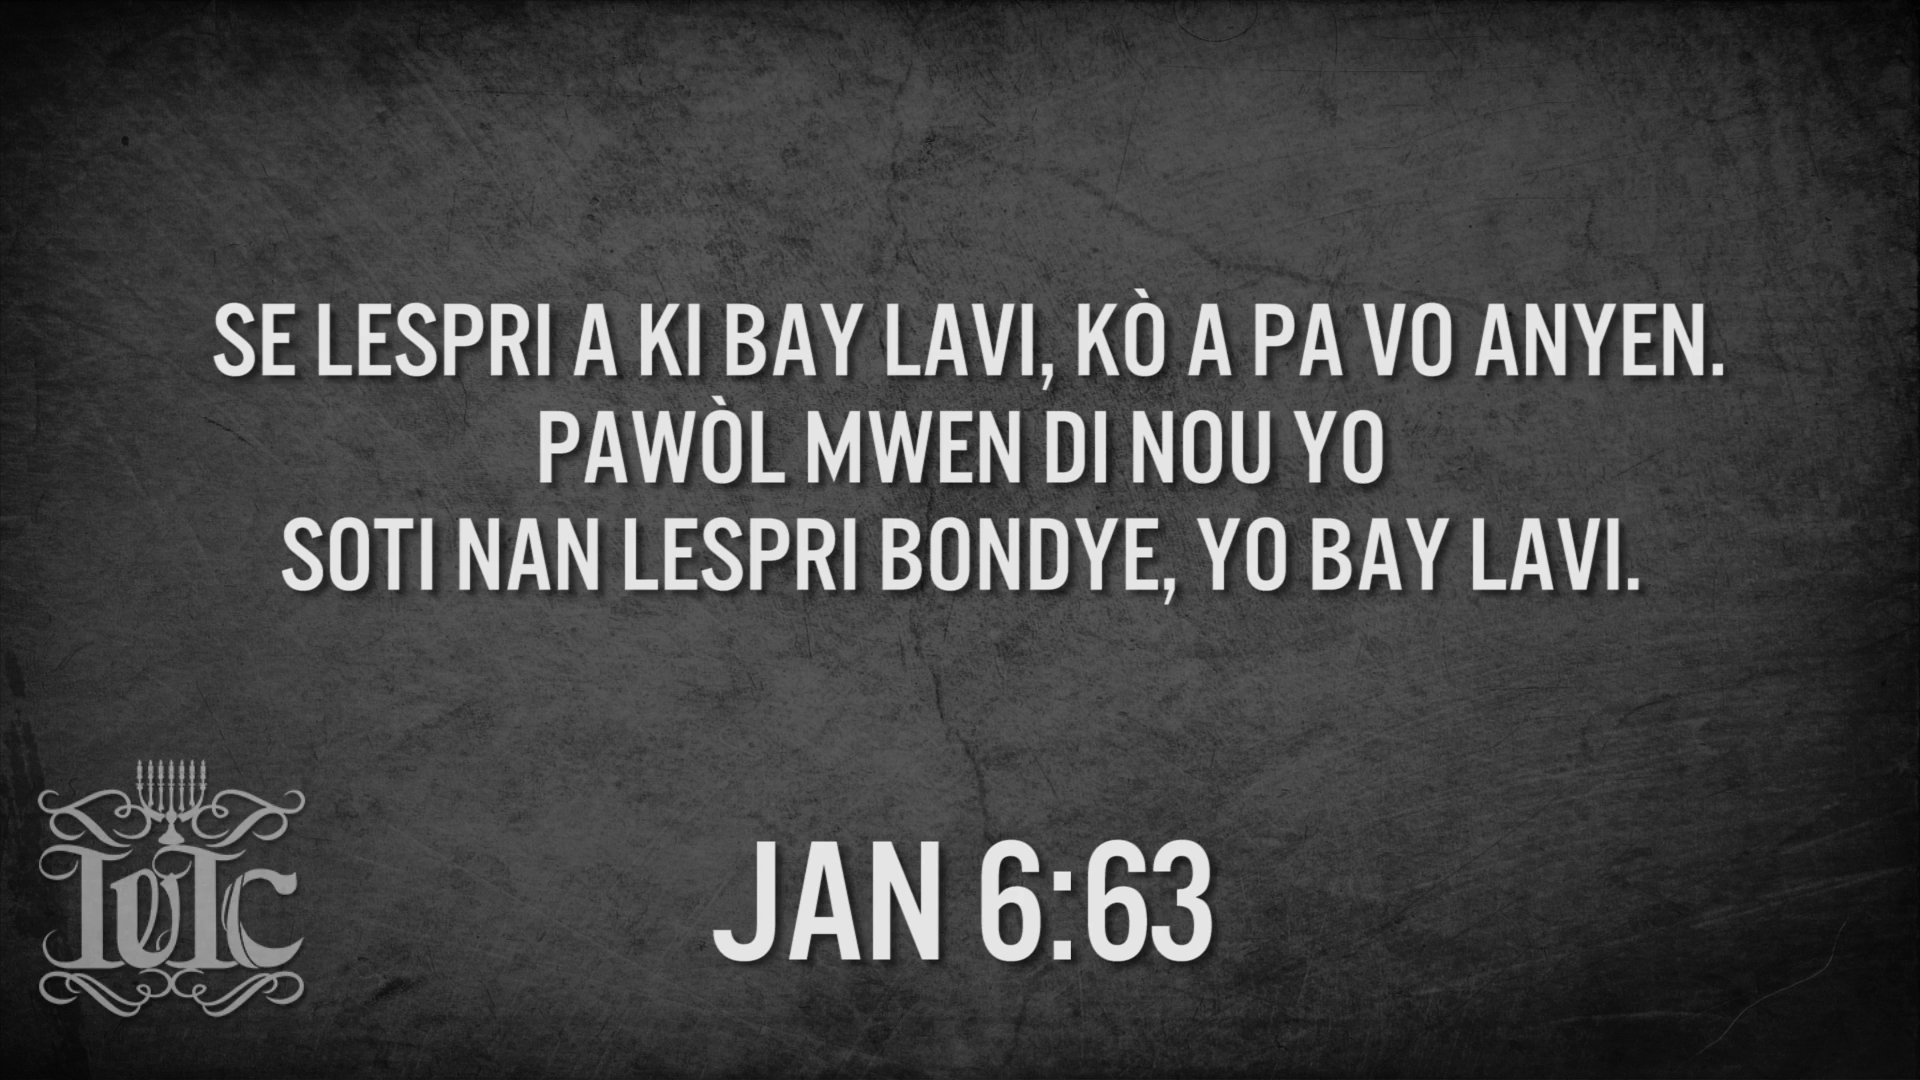 SE LESPRI A KI BAY LAVI, KÒ A PA VO ANYEN.
PAWÒL MWEN DI NOU YO
SOTI NAN LESPRI BONDYE, YO BAY LAVI.
JAN 6:63
IUIC